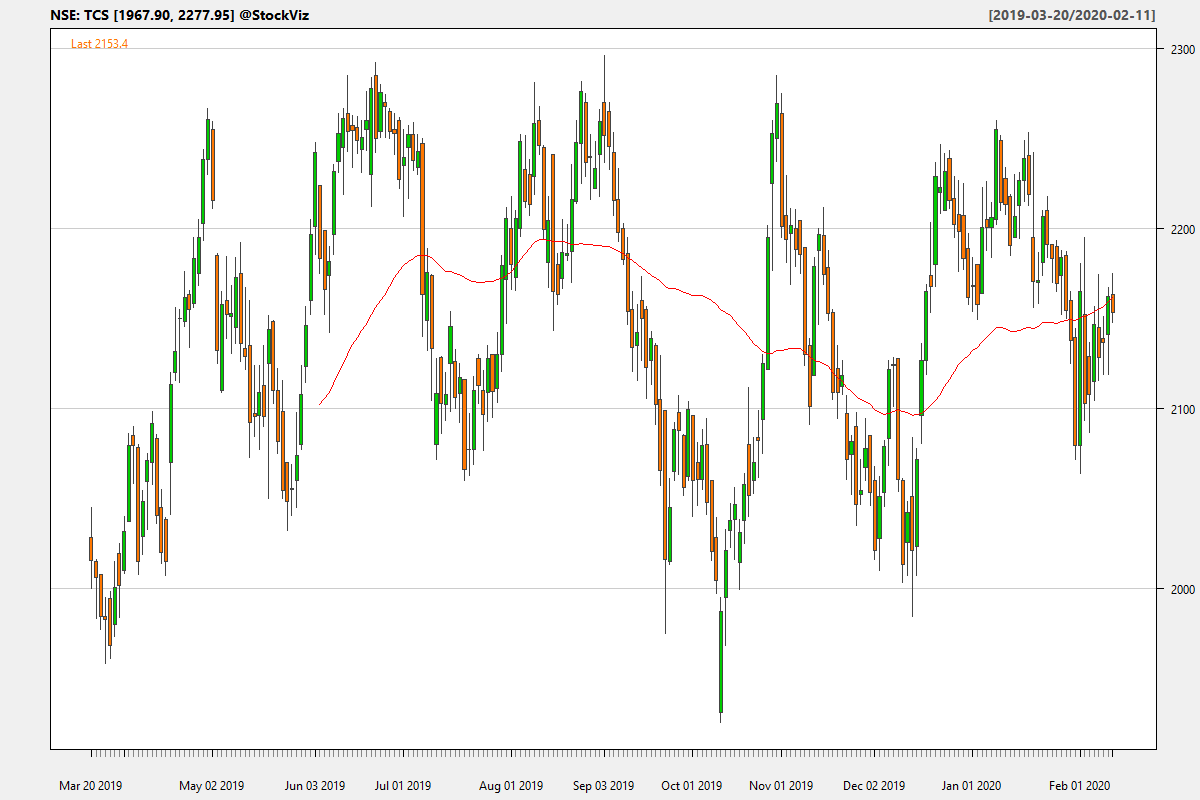 NSE: TCS [1967.90, 2277.95] @StockViz
[2019-03-20/2020-02-11]
Last 2153.4
2300
2200
2100
2000
Mar 20 2019
May 02 2019
Jun 03 2019
Jul 01 2019
Aug 01 2019
Sep 03 2019
Oct 01 2019
Nov 01 2019
Dec 02 2019
Jan 01 2020
Feb 01 2020